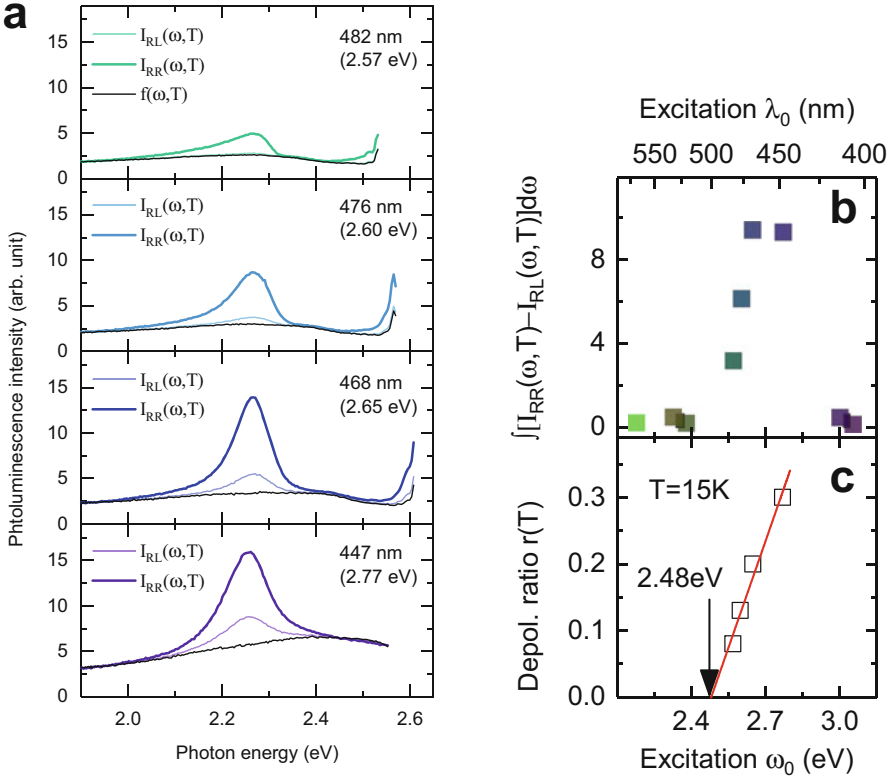 a
I_RL(ω,T)
I_RR(ω,T)
f(ω,T)
482 nm
(2.57 eV)
15
10
5
0
I_RL(ω,T)
I_RR(ω,T)
476 nm
(2.60 eV)
15
10
5
0
I_RL(ω,T)
I_RR(ω,T)
468 nm
(2.65 eV)
15
10
5
0
I_RL(ω,T)
I_RR(ω,T)
447 nm
(2.77 eV)
15
10
5
0
2.0 2.2 2.4 2.6
Photon energy (eV)
Phtoluminescence intensity (arb. unit)
Excitation λ₀ (nm)
550 500 450 400
b
8
4
0
∫[I_RR(ω,T)−I_RL(ω,T)]dω
c
T=15K
2.48eV
0.3
0.2
0.1
0.0
Depol. ratio r(T)
2.4 2.7 3.0
Excitation ω₀ (eV)